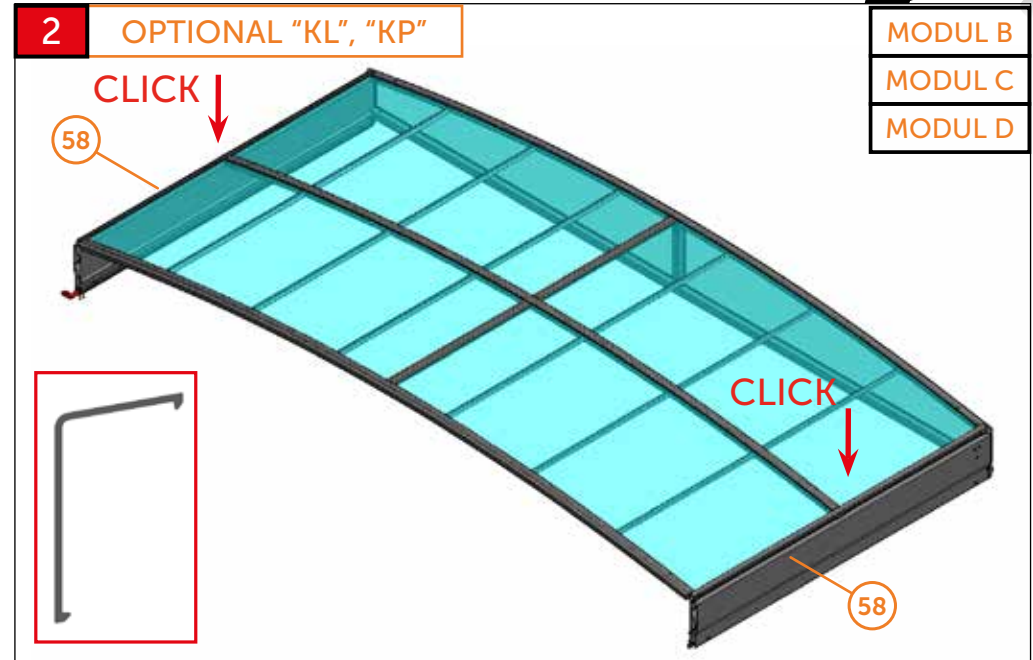 2
OPTIONAL “KL”, “KP”
MODUL B
MODUL C
MODUL D
CLICK
58
CLICK
58